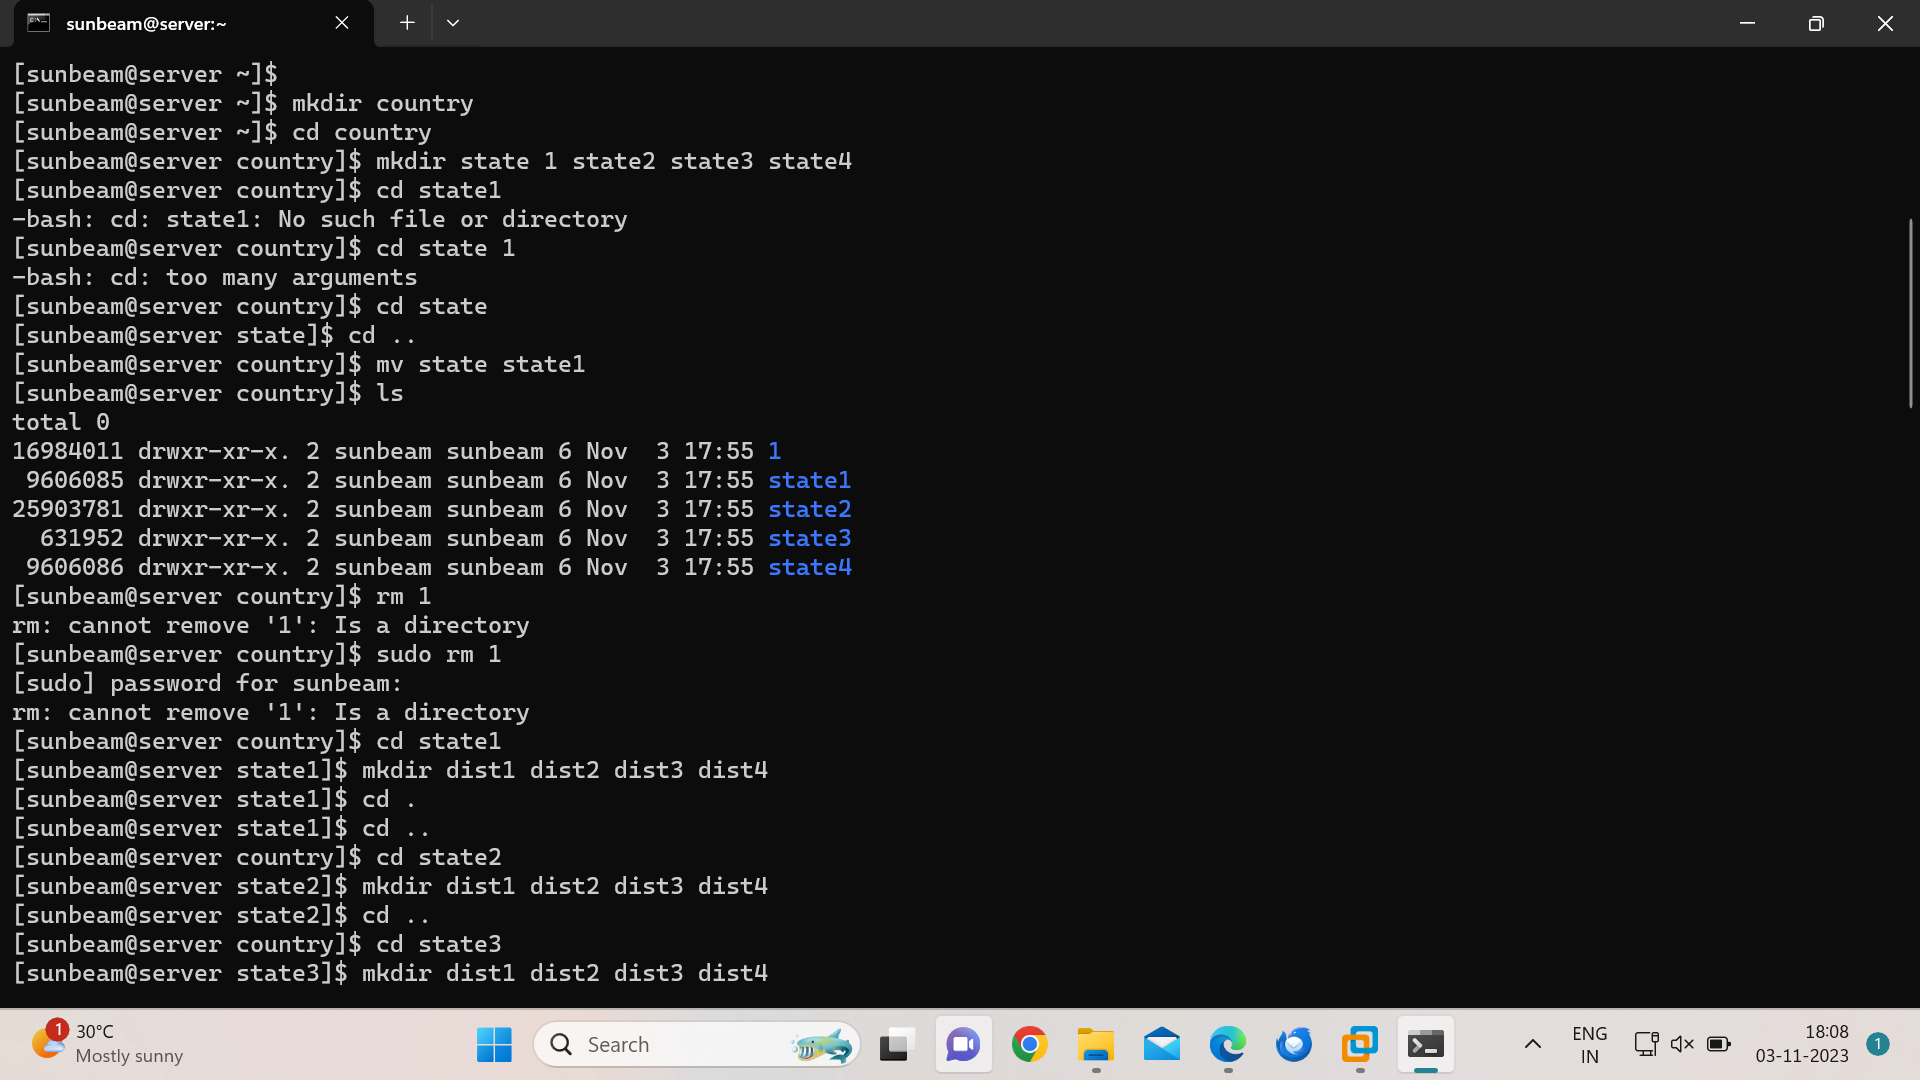 sunbeam@server:~
[sunbeam@server ~]$
[sunbeam@server ~]$ mkdir country
[sunbeam@server ~]$ cd country
[sunbeam@server country]$ mkdir state 1 state2 state3 state4
[sunbeam@server country]$ cd state1
-bash: cd: state1: No such file or directory
[sunbeam@server country]$ cd state 1
-bash: cd: too many arguments
[sunbeam@server country]$ cd state
[sunbeam@server state]$ cd ..
[sunbeam@server country]$ mv state state1
[sunbeam@server country]$ ls
total 0
16984011 drwxr-xr-x. 2 sunbeam sunbeam 6 Nov  3 17:55 1
 9606085 drwxr-xr-x. 2 sunbeam sunbeam 6 Nov  3 17:55 state1
25903781 drwxr-xr-x. 2 sunbeam sunbeam 6 Nov  3 17:55 state2
  631952 drwxr-xr-x. 2 sunbeam sunbeam 6 Nov  3 17:55 state3
 9606086 drwxr-xr-x. 2 sunbeam sunbeam 6 Nov  3 17:55 state4
[sunbeam@server country]$ rm 1
rm: cannot remove '1': Is a directory
[sunbeam@server country]$ sudo rm 1
[sudo] password for sunbeam:
rm: cannot remove '1': Is a directory
[sunbeam@server country]$ cd state1
[sunbeam@server state1]$ mkdir dist1 dist2 dist3 dist4
[sunbeam@server state1]$ cd .
[sunbeam@server state1]$ cd ..
[sunbeam@server country]$ cd state2
[sunbeam@server state2]$ mkdir dist1 dist2 dist3 dist4
[sunbeam@server state2]$ cd ..
[sunbeam@server country]$ cd state3
[sunbeam@server state3]$ mkdir dist1 dist2 dist3 dist4
1
30°C
Mostly sunny
Search
ENG
IN
18:08
03-11-2023
1